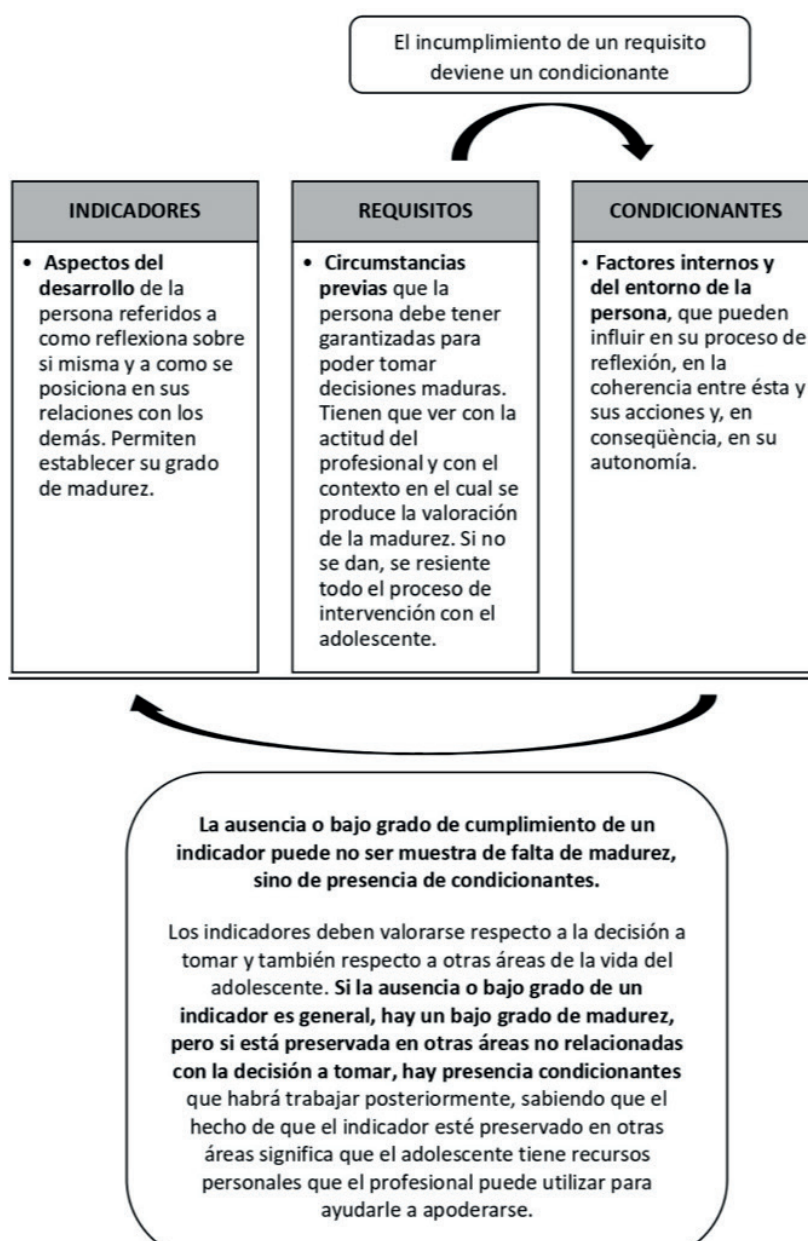 El incumplimiento de un requisito
deviene un condicionante
INDICADORES
• Aspectos del
desarrollo de la
persona referidos a
como reflexiona sobre
si misma y a como se
posiciona en sus
relaciones con los
demás. Permiten
establecer su grado
de madurez.
REQUISITOS
• Circumstancias
previas que la
persona debe tener
garantizadas para
poder tomar
decisiones maduras.
Tienen que ver con la
actitud del
profesional y con el
contexto en el cual se
produce la valoración
de la madurez. Si no
se dan, se resiente
todo el proceso de
intervención con el
adolescente.
CONDICIONANTES
• Factores internos y
del entorno de la
persona, que pueden
influir en su proceso de
reflexión, en la
coherencia entre ésta y
sus acciones y, en
conseqüència, en su
autonomía.
La ausencia o bajo grado de cumplimiento de un
indicador puede no ser muestra de falta de madurez,
sino de presencia de condicionantes.
Los indicadores deben valorarse respecto a la decisión a
tomar y también respecto a otras áreas de la vida del
adolescente. Si la ausencia o bajo grado de un
indicador es general, hay un bajo grado de madurez,
pero si está preservada en otras áreas no relacionadas
con la decisión a tomar, hay presencia condicionantes
que habrá trabajar posteriormente, sabiendo que el
hecho de que el indicador esté preservado en otras
áreas significa que el adolescente tiene recursos
personales que el profesional puede utilizar para
ayudarle a apoderarse.